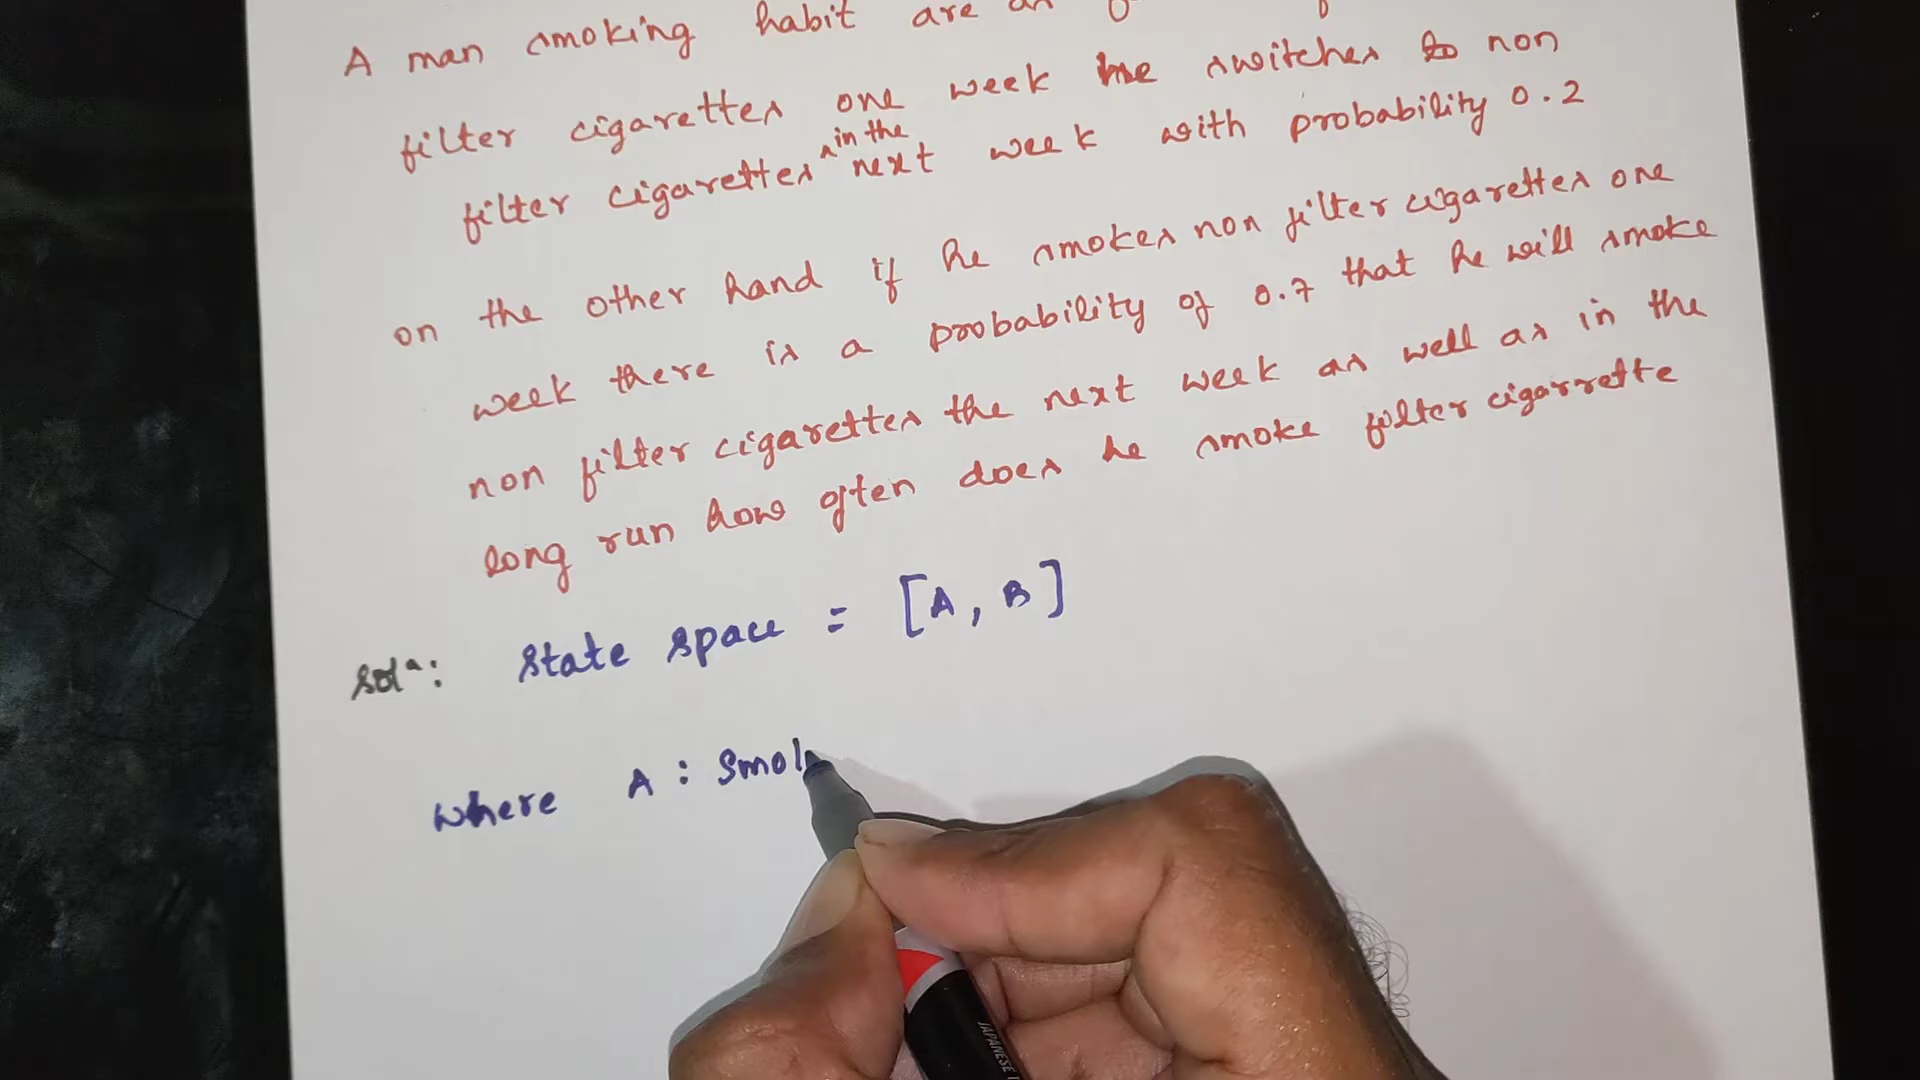 A man smoking habit are
filter cigarettes one week he switches to non
filter cigarettes in the next week with probability 0.2
on the other hand if he smokes non filter cigarettes one
week there is a probability of 0.7 that he will smoke
non filter cigarettes the next week as well as in the
long run how often does he smoke filter cigarrette
Solⁿ: State space = [A, B]
where A : Smok
JAPANESE